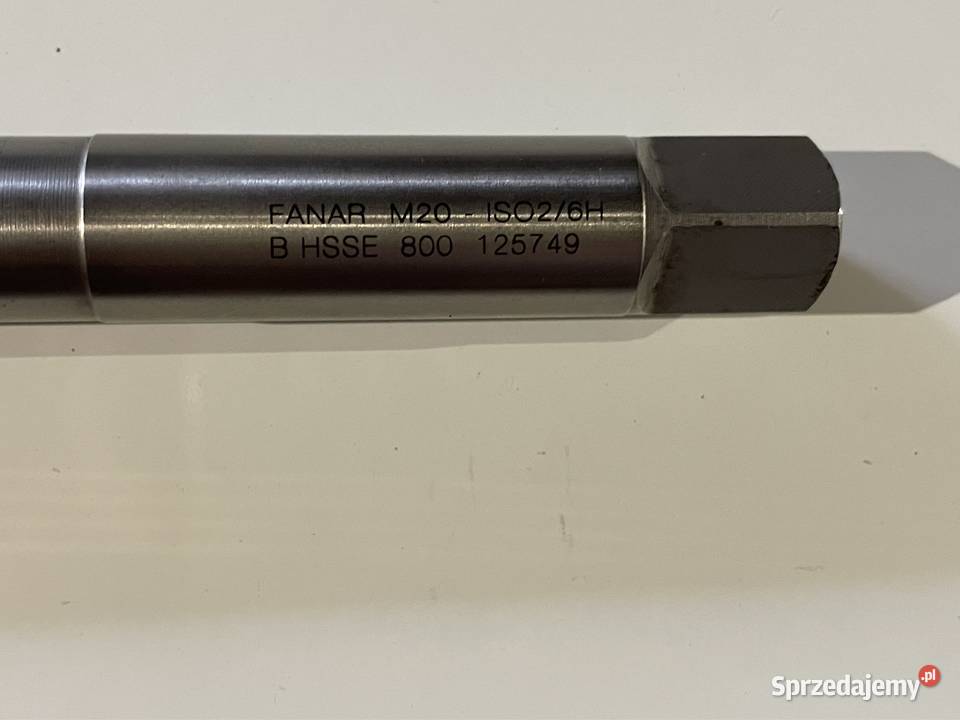 FANAR M20 - ISO2/6H
B HSSE 800 125749
Sprzedajemy.pl